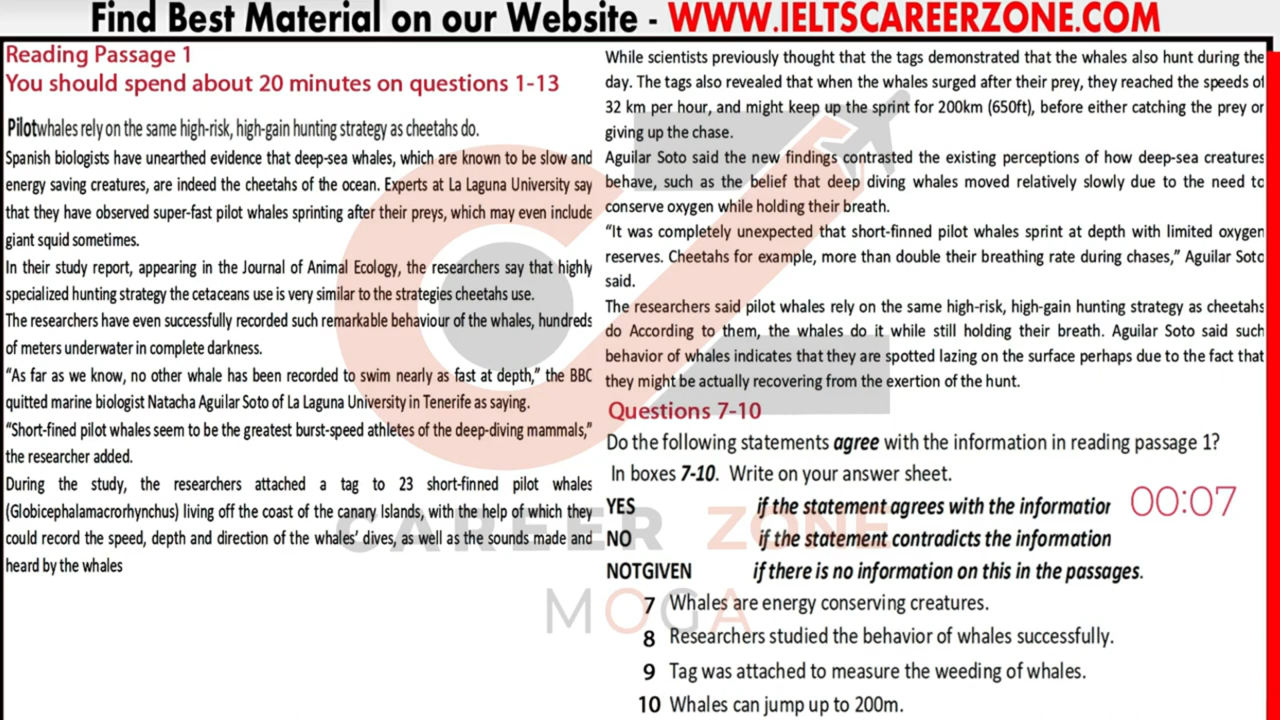 Find Best Material on our Website - WWW.IELTSCAREERZONE.COM
Reading Passage 1
You should spend about 20 minutes on questions 1-13
Pilotwhales rely on the same high-risk, high-gain hunting strategy as cheetahs do.
Spanish biologists have unearthed evidence that deep-sea whales, which are known to be slow and
energy saving creatures, are indeed the cheetahs of the ocean. Experts at La Laguna University say
that they have observed super-fast pilot whales sprinting after their preys, which may even include
giant squid sometimes.
In their study report, appearing in the Journal of Animal Ecology, the researchers say that highly
specialized hunting strategy the cetaceans use is very similar to the strategies cheetahs use.
The researchers have even successfully recorded such remarkable behaviour of the whales, hundreds
of meters underwater in complete darkness.
“As far as we know, no other whale has been recorded to swim nearly as fast at depth,” the BBC
quitted marine biologist Natacha Aguilar Soto of La Laguna University in Tenerife as saying.
“Short-fined pilot whales seem to be the greatest burst-speed athletes of the deep-diving mammals,”
the researcher added.
During the study, the researchers attached a tag to 23 short-finned pilot whales
(Globicephalamacrorhynchus) living off the coast of the canary Islands, with the help of which they
could record the speed, depth and direction of the whales’ dives, as well as the sounds made and
heard by the whales
While scientists previously thought that the tags demonstrated that the whales also hunt during the
day. The tags also revealed that when the whales surged after their prey, they reached the speeds of
32 km per hour, and might keep up the sprint for 200km (650ft), before either catching the prey or
giving up the chase.
Aguilar Soto said the new findings contrasted the existing perceptions of how deep-sea creatures
behave, such as the belief that deep diving whales moved relatively slowly due to the need to
conserve oxygen while holding their breath.
“It was completely unexpected that short-finned pilot whales sprint at depth with limited oxygen
reserves. Cheetahs for example, more than double their breathing rate during chases,” Aguilar Soto
said.
The researchers said pilot whales rely on the same high-risk, high-gain hunting strategy as cheetahs
do According to them, the whales do it while still holding their breath. Aguilar Soto said such
behavior of whales indicates that they are spotted lazing on the surface perhaps due to the fact that
they might be actually recovering from the exertion of the hunt.
Questions 7-10
Do the following statements agree with the information in reading passage 1?
In boxes 7-10. Write on your answer sheet.
YES if the statement agrees with the information
00:07
NO if the statement contradicts the information
NOTGIVEN if there is no information on this in the passages.
7 Whales are energy conserving creatures.
8 Researchers studied the behavior of whales successfully.
9 Tag was attached to measure the weeding of whales.
10 Whales can jump up to 200m.
CAREER ZONE
MOGA